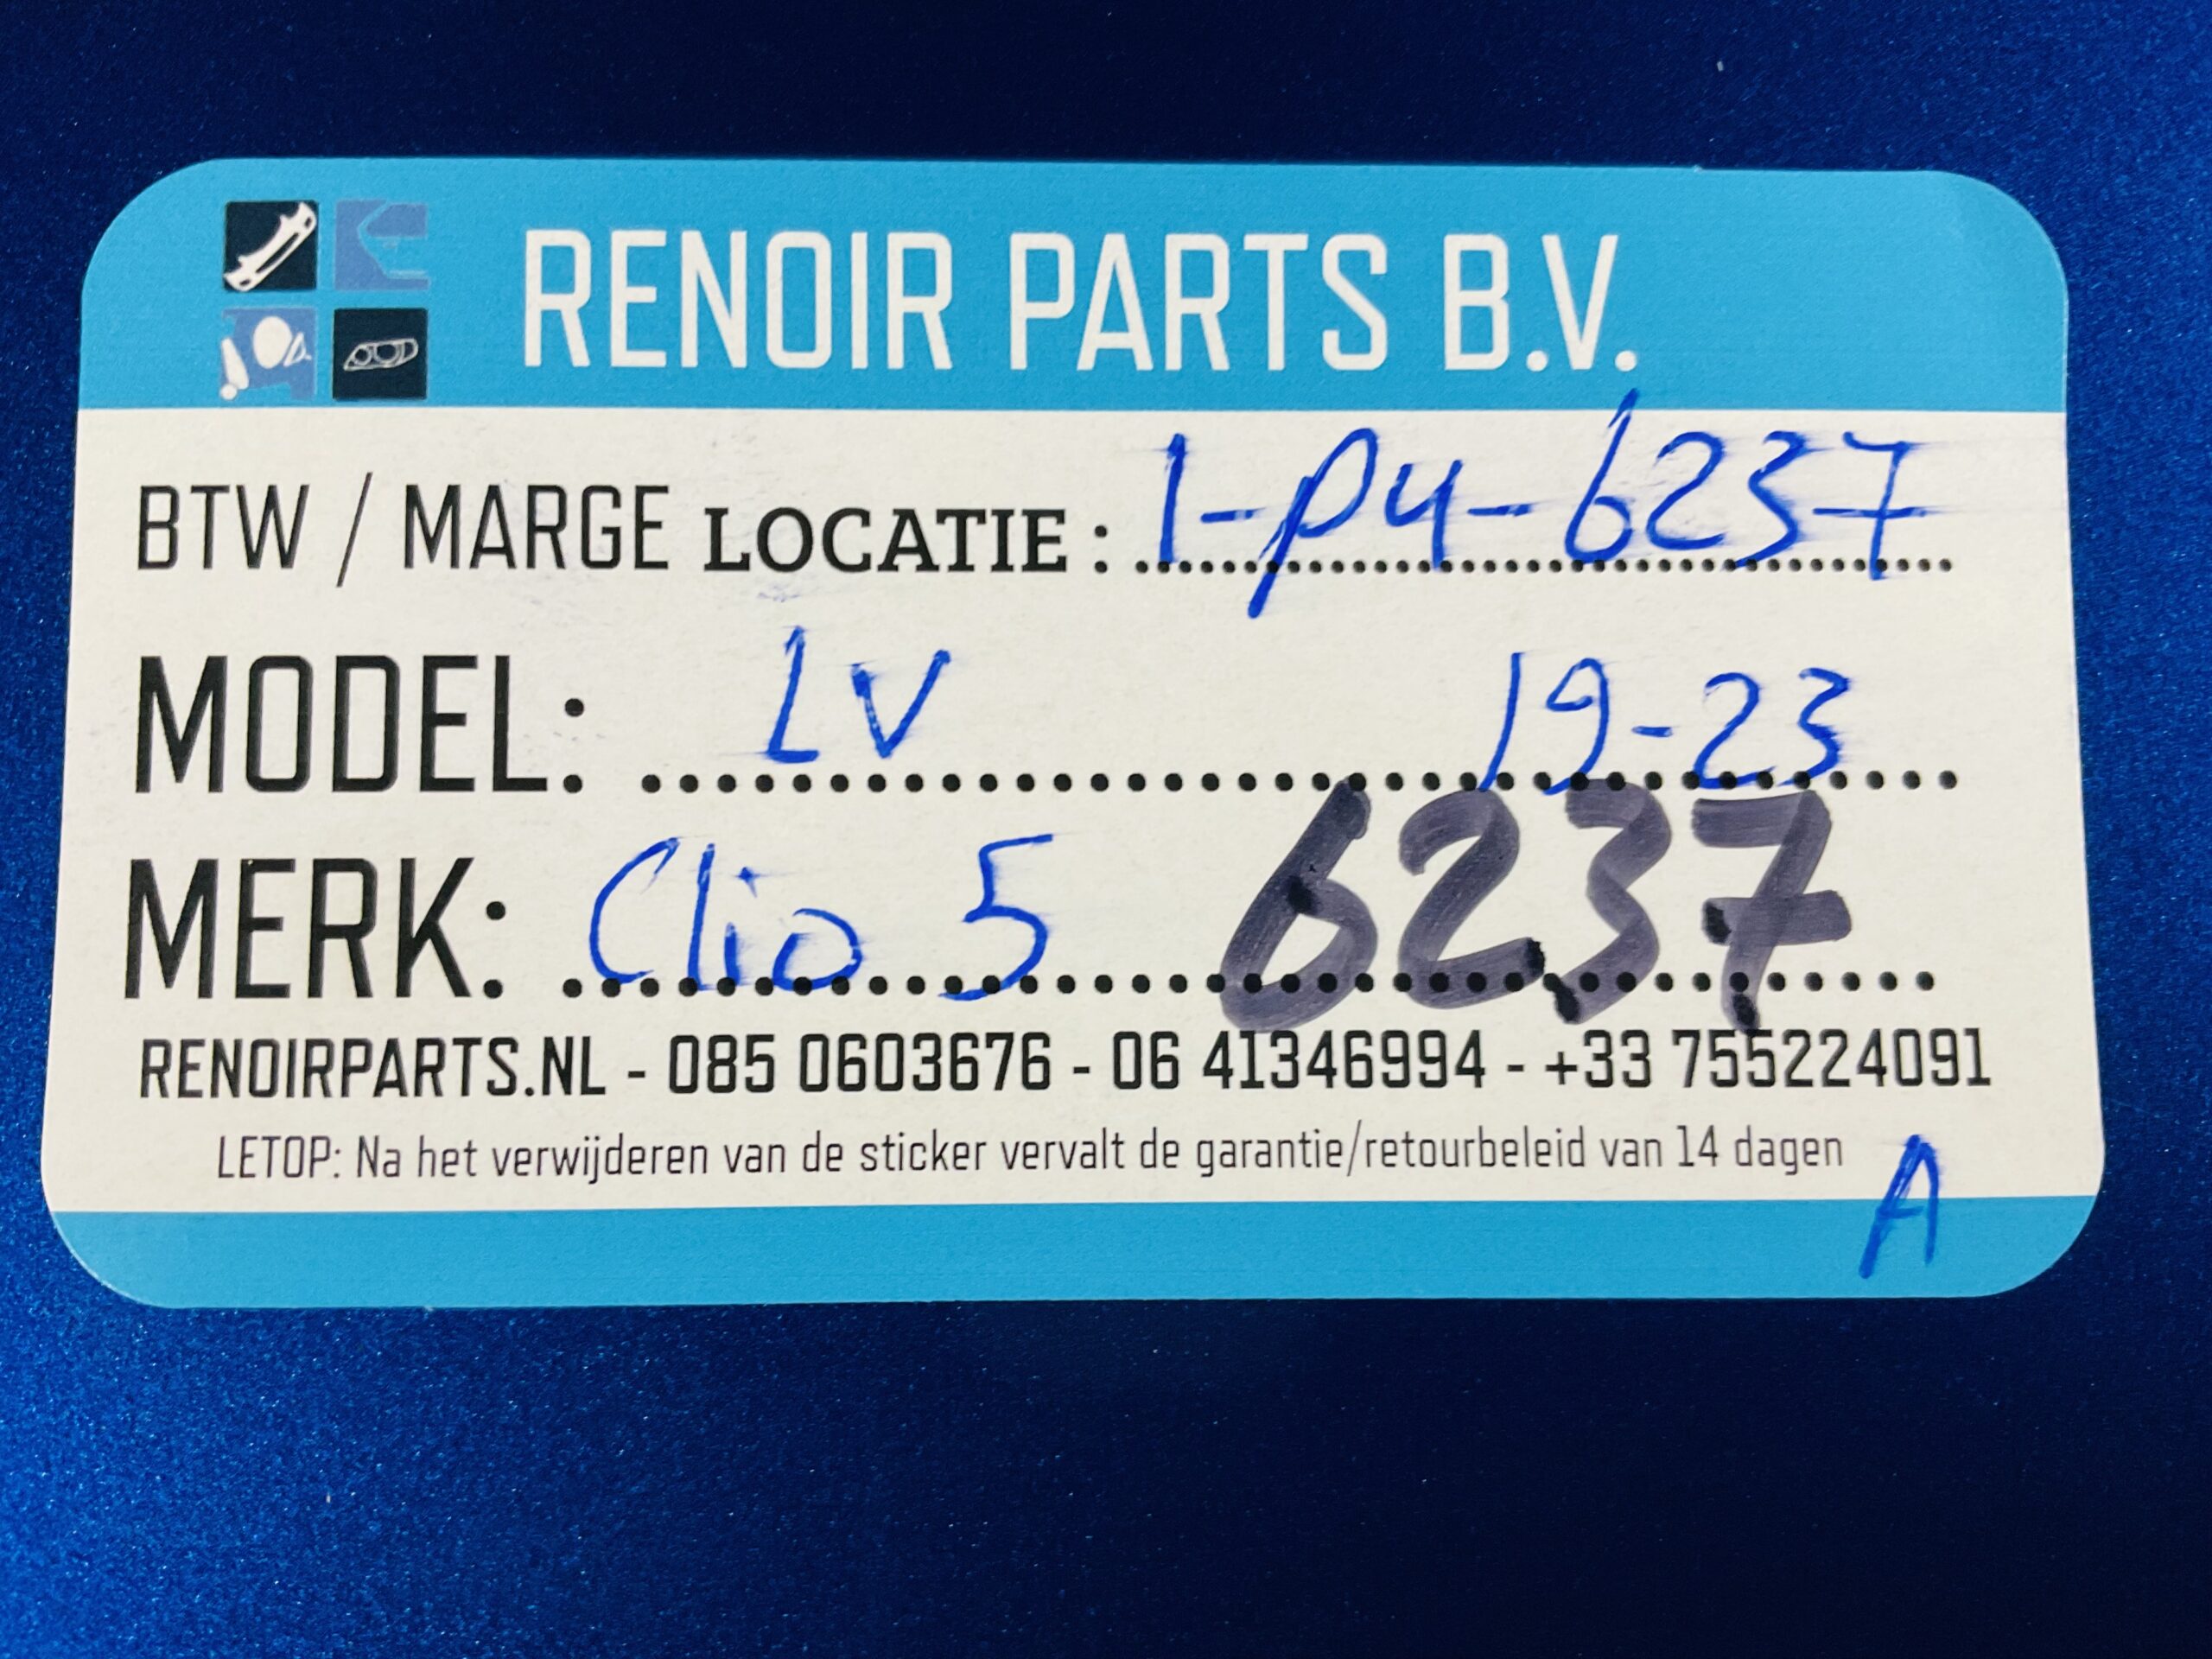 RENOIR PARTS B.V.
BTW / MARGE LOCATIE : 1-P4-6237
MODEL: LV 19-23
MERK: Clio 5 6237
RENOIRPARTS.NL - 085 0603676 - 06 41346994 - +33 755224091
LETOP: Na het verwijderen van de sticker vervalt de garantie/retourbeleid van 14 dagen
A